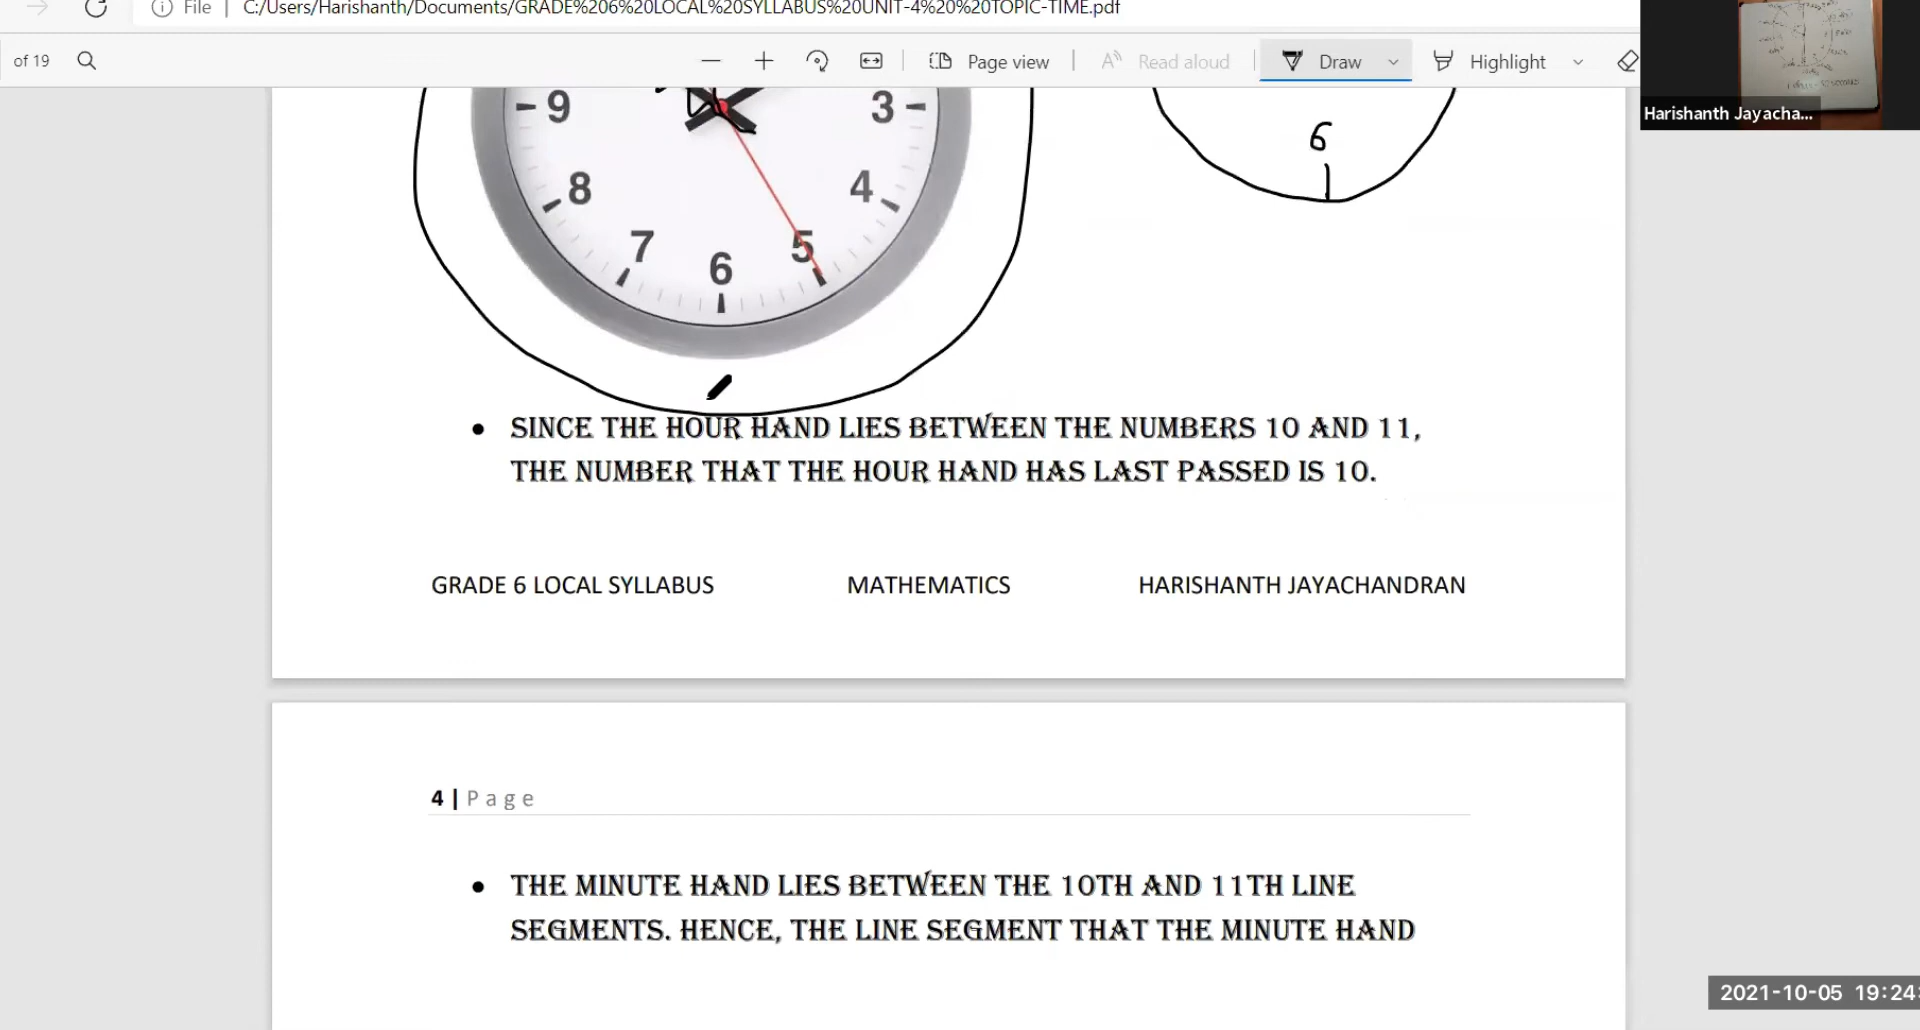 File | C:/Users/Harishanth/Documents/GRADE%206%20LOCAL%20SYLLABUS%20UNIT-4%20%20TOPIC-TIME.pdf
of 19 Page view Read aloud Draw Highlight
Harishanth Jayacha...
9 3
8 4
7 5
6
6
• SINCE THE HOUR HAND LIES BETWEEN THE NUMBERS 10 AND 11,
THE NUMBER THAT THE HOUR HAND HAS LAST PASSED IS 10.
GRADE 6 LOCAL SYLLABUS MATHEMATICS HARISHANTH JAYACHANDRAN
4 | Page
• THE MINUTE HAND LIES BETWEEN THE 10TH AND 11TH LINE
SEGMENTS. HENCE, THE LINE SEGMENT THAT THE MINUTE HAND
2021-10-05 19:24: